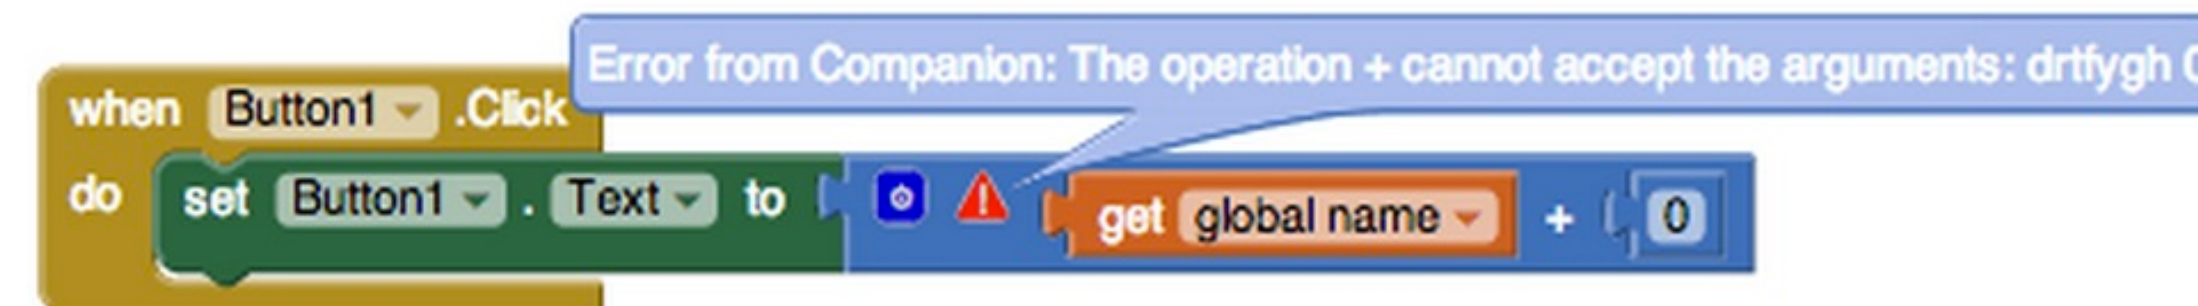 Error from Companion: The operation + cannot accept the arguments: drtfygh
when Button1 .Click
do set Button1 . Text to get global name + 0